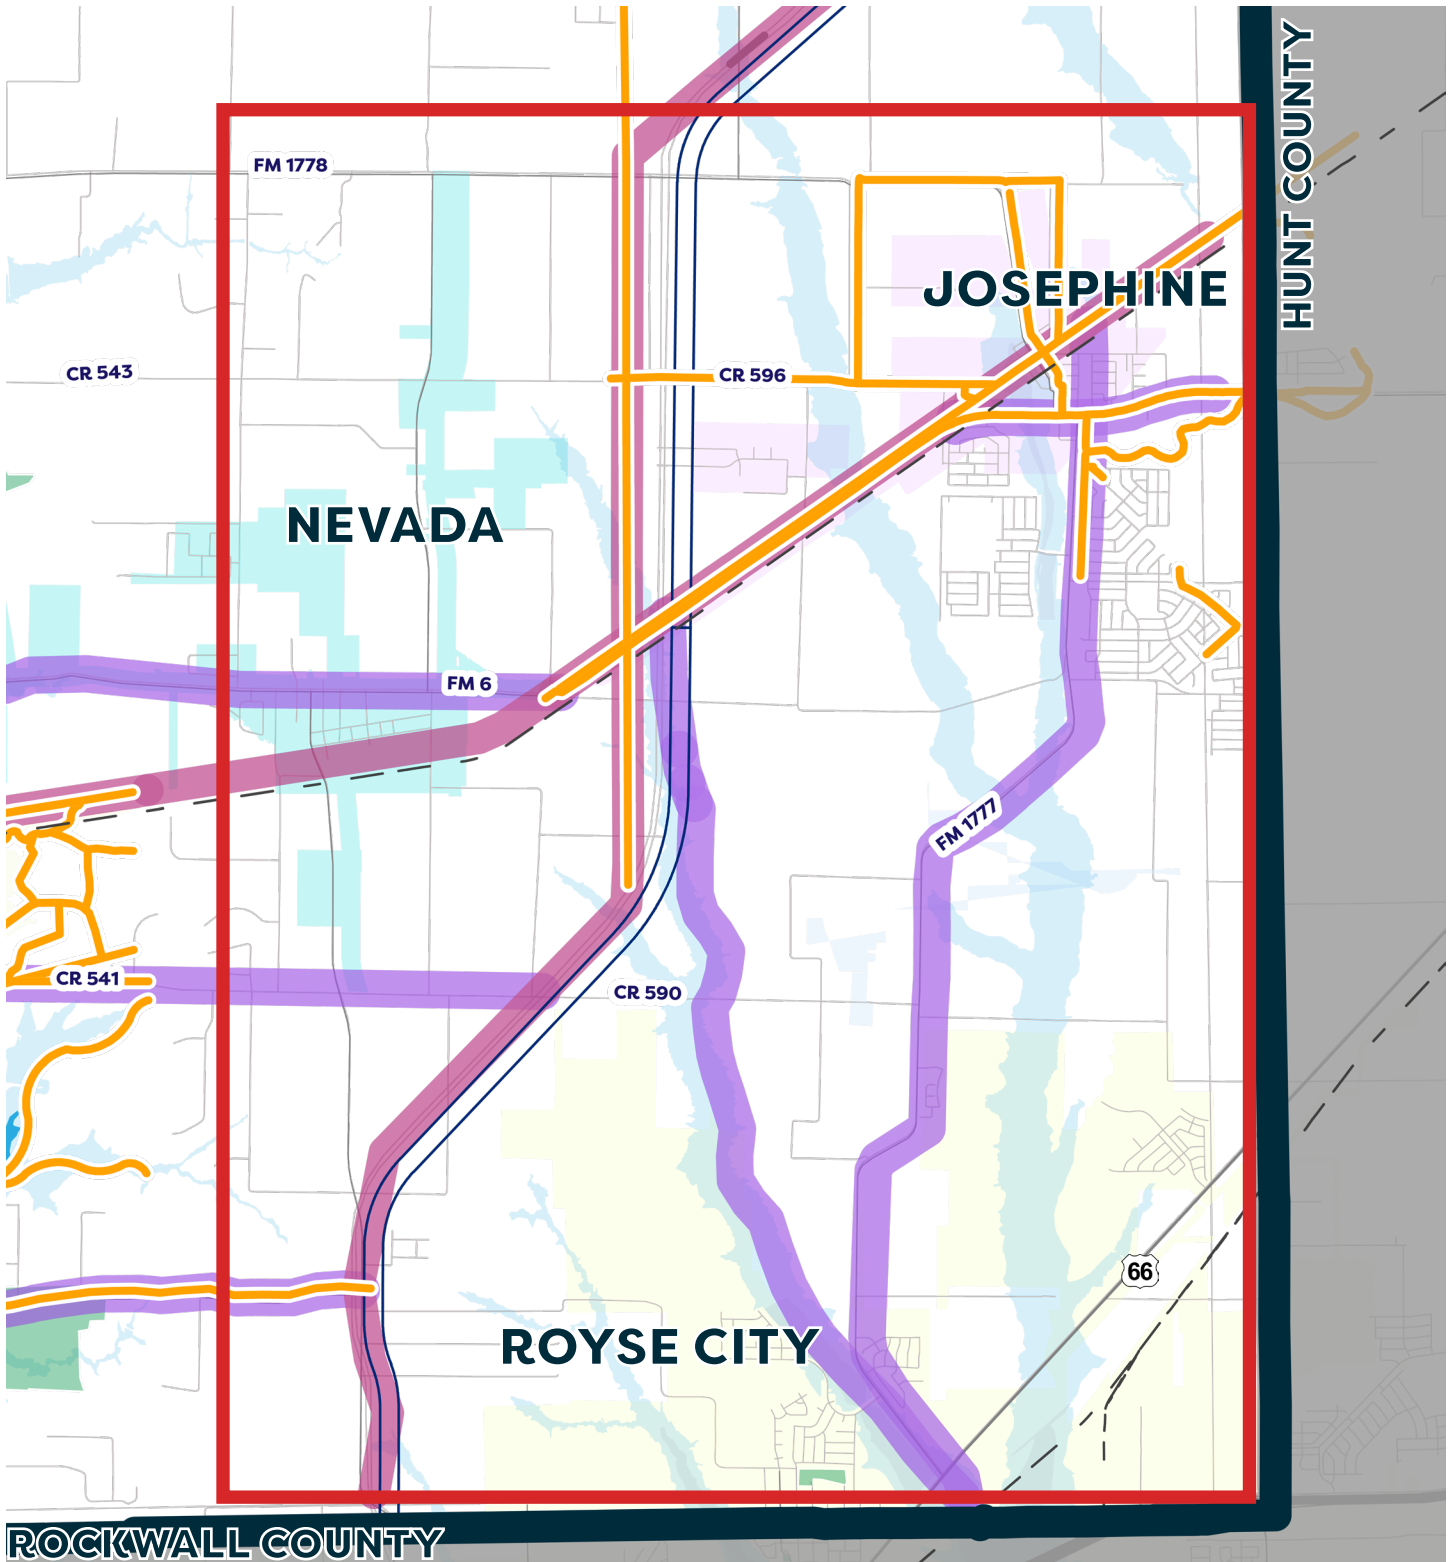 HUNT COUNTY
FM 1778
JOSEPHINE
CR 543
CR 596
NEVADA
FM 6
FM 1777
CR 541
CR 590
66
ROYSE CITY
ROCKWALL COUNTY